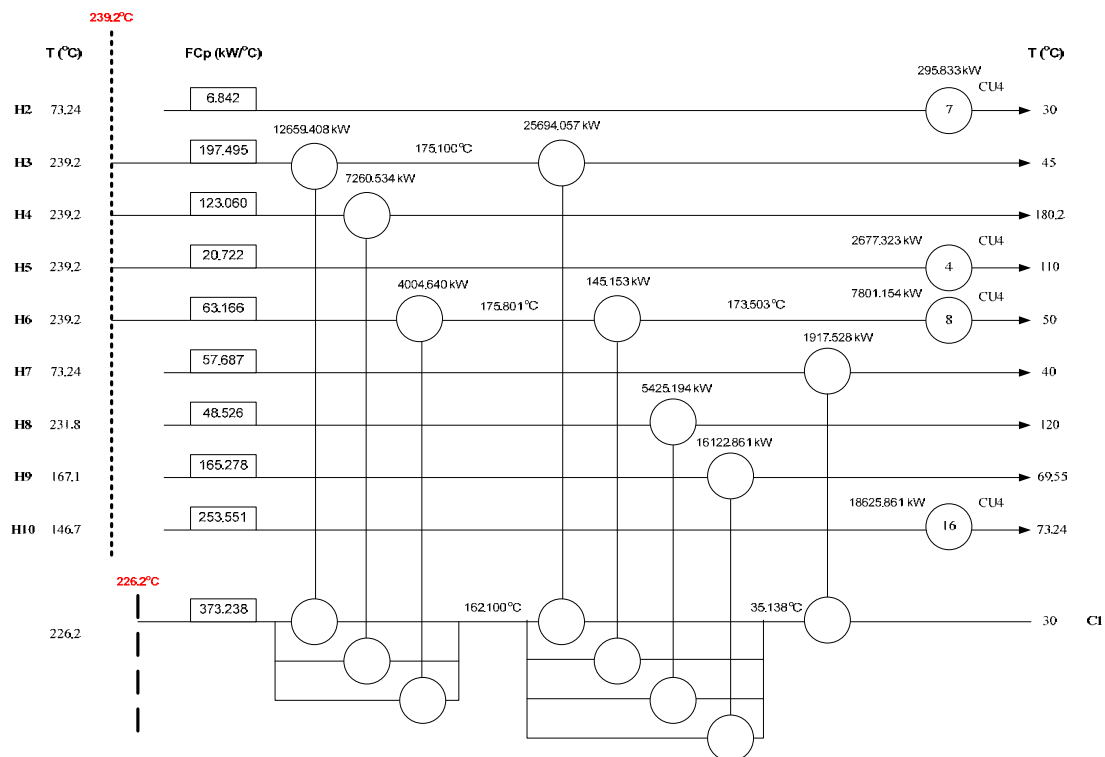 239.2°C
T (°C) FCp (kW/°C) T (°C)
295.833 kW
CU4
H2 73.24 6.842 7 30
12659.408 kW 25694.057 kW
H3 239.2 197.495 175.100°C 45
7260.534 kW
H4 239.2 123.060 180.2
2677.323 kW CU4
H5 239.2 20.722 4 110
4004.640 kW 145.153 kW 7801.154 kW CU4
H6 239.2 63.166 175.801°C 173.503°C 8 50
1917.528 kW
H7 73.24 57.687 40
5425.194 kW
H8 231.8 48.526 120
16122.861 kW
H9 167.1 165.278 69.55
18625.861 kW CU4
H10 146.7 253.551 16 73.24
226.2°C
373.238 162.100°C 35.138°C
226.2 30 C1